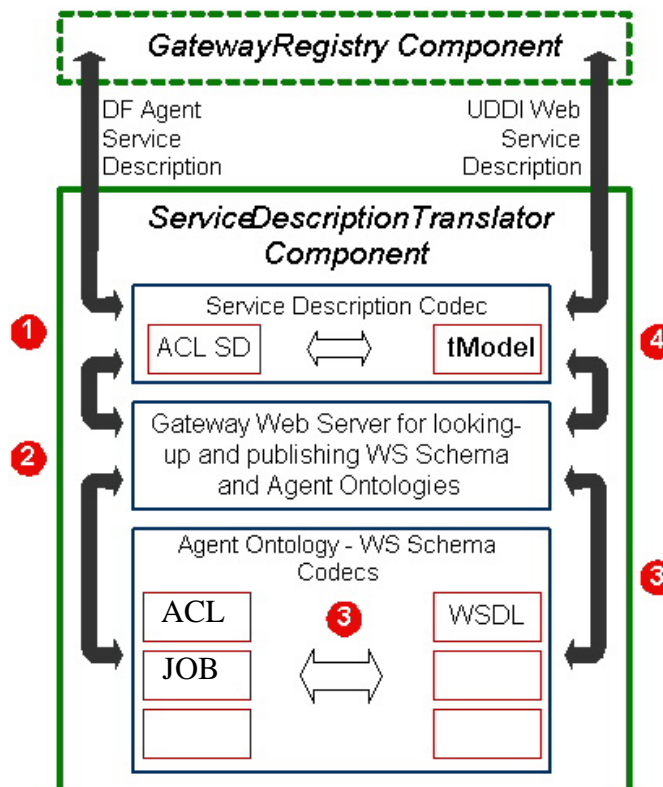 GatewayRegistry Component
DF Agent
Service
Description
UDDI Web
Service
Description
ServiceDescriptionTranslator
Component
Service Description Codec
1
ACL SD
tModel
4
Gateway Web Server for looking-
up and publishing WS Schema
and Agent Ontologies
2
Agent Ontology - WS Schema
Codecs
3
ACL
3
WSDL
JOB